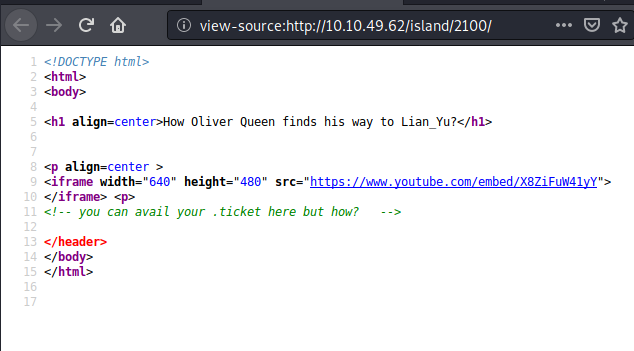 view-source:http://10.10.49.62/island/2100/
1 <!DOCTYPE html>
2 <html>
3 <body>
4
5 <h1 align=center>How Oliver Queen finds his way to Lian_Yu?</h1>
6
7
8 <p align=center >
9 <iframe width="640" height="480" src="https://www.youtube.com/embed/X8ZiFuW41yY">
10 </iframe> <p>
11 <!-- you can avail your .ticket here but how?   -->
12
13 </header>
14 </body>
15 </html>
16
17